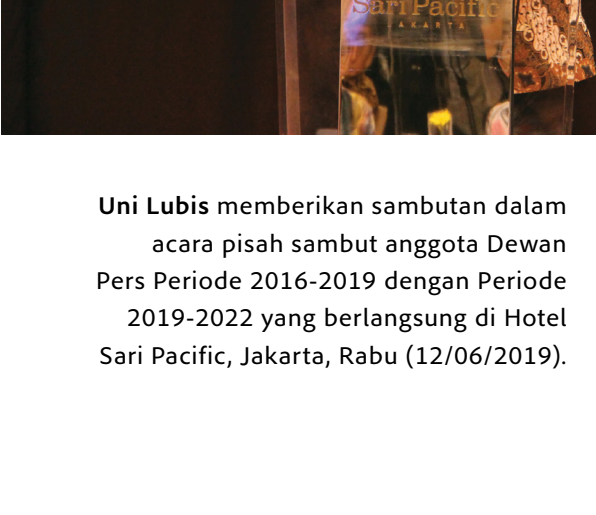 Sari Pacific
JAKARTA
Uni Lubis memberikan sambutan dalam
acara pisah sambut anggota Dewan
Pers Periode 2016-2019 dengan Periode
2019-2022 yang berlangsung di Hotel
Sari Pacific, Jakarta, Rabu (12/06/2019).